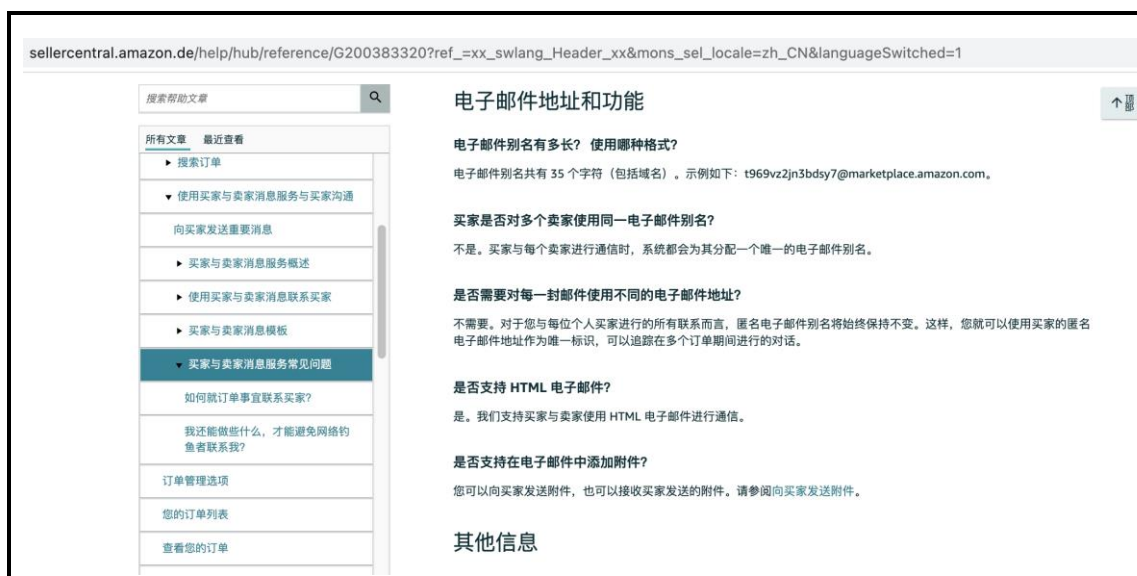 sellercentral.amazon.de/help/hub/reference/G200383320?ref_=xx_swlang_Header_xx&mons_sel_locale=zh_CN&languageSwitched=1
搜索帮助文章
所有文章 最近查看
搜索订单
使用买家与卖家消息服务与买家沟通
向买家发送重要消息
买家与卖家消息服务概述
使用买家与卖家消息联系买家
买家与卖家消息模板
买家与卖家消息服务常见问题
如何就订单事宜联系买家?
我还能做些什么，才能避免网络钓
鱼者联系我?
订单管理选项
您的订单列表
查看您的订单
电子邮件地址和功能
顶部
电子邮件别名有多长? 使用哪种格式?
电子邮件别名共有 35 个字符（包括域名）。示例如下：t969vz2jn3bdsy7@marketplace.amazon.com。
买家是否对多个卖家使用同一电子邮件别名?
不是。买家与每个卖家进行通信时，系统都会为其分配一个唯一的电子邮件别名。
是否需要对每一封邮件使用不同的电子邮件地址?
不需要。对于您与每位个人买家进行的所有联系而言，匿名电子邮件别名将始终保持不变。这样，您就可以使用买家的匿名
电子邮件地址作为唯一标识，可以追踪在多个订单期间进行的对话。
是否支持 HTML 电子邮件?
是。我们支持买家与卖家使用 HTML 电子邮件进行通信。
是否支持在电子邮件中添加附件?
您可以向买家发送附件，也可以接收买家发送的附件。请参阅向买家发送附件。
其他信息